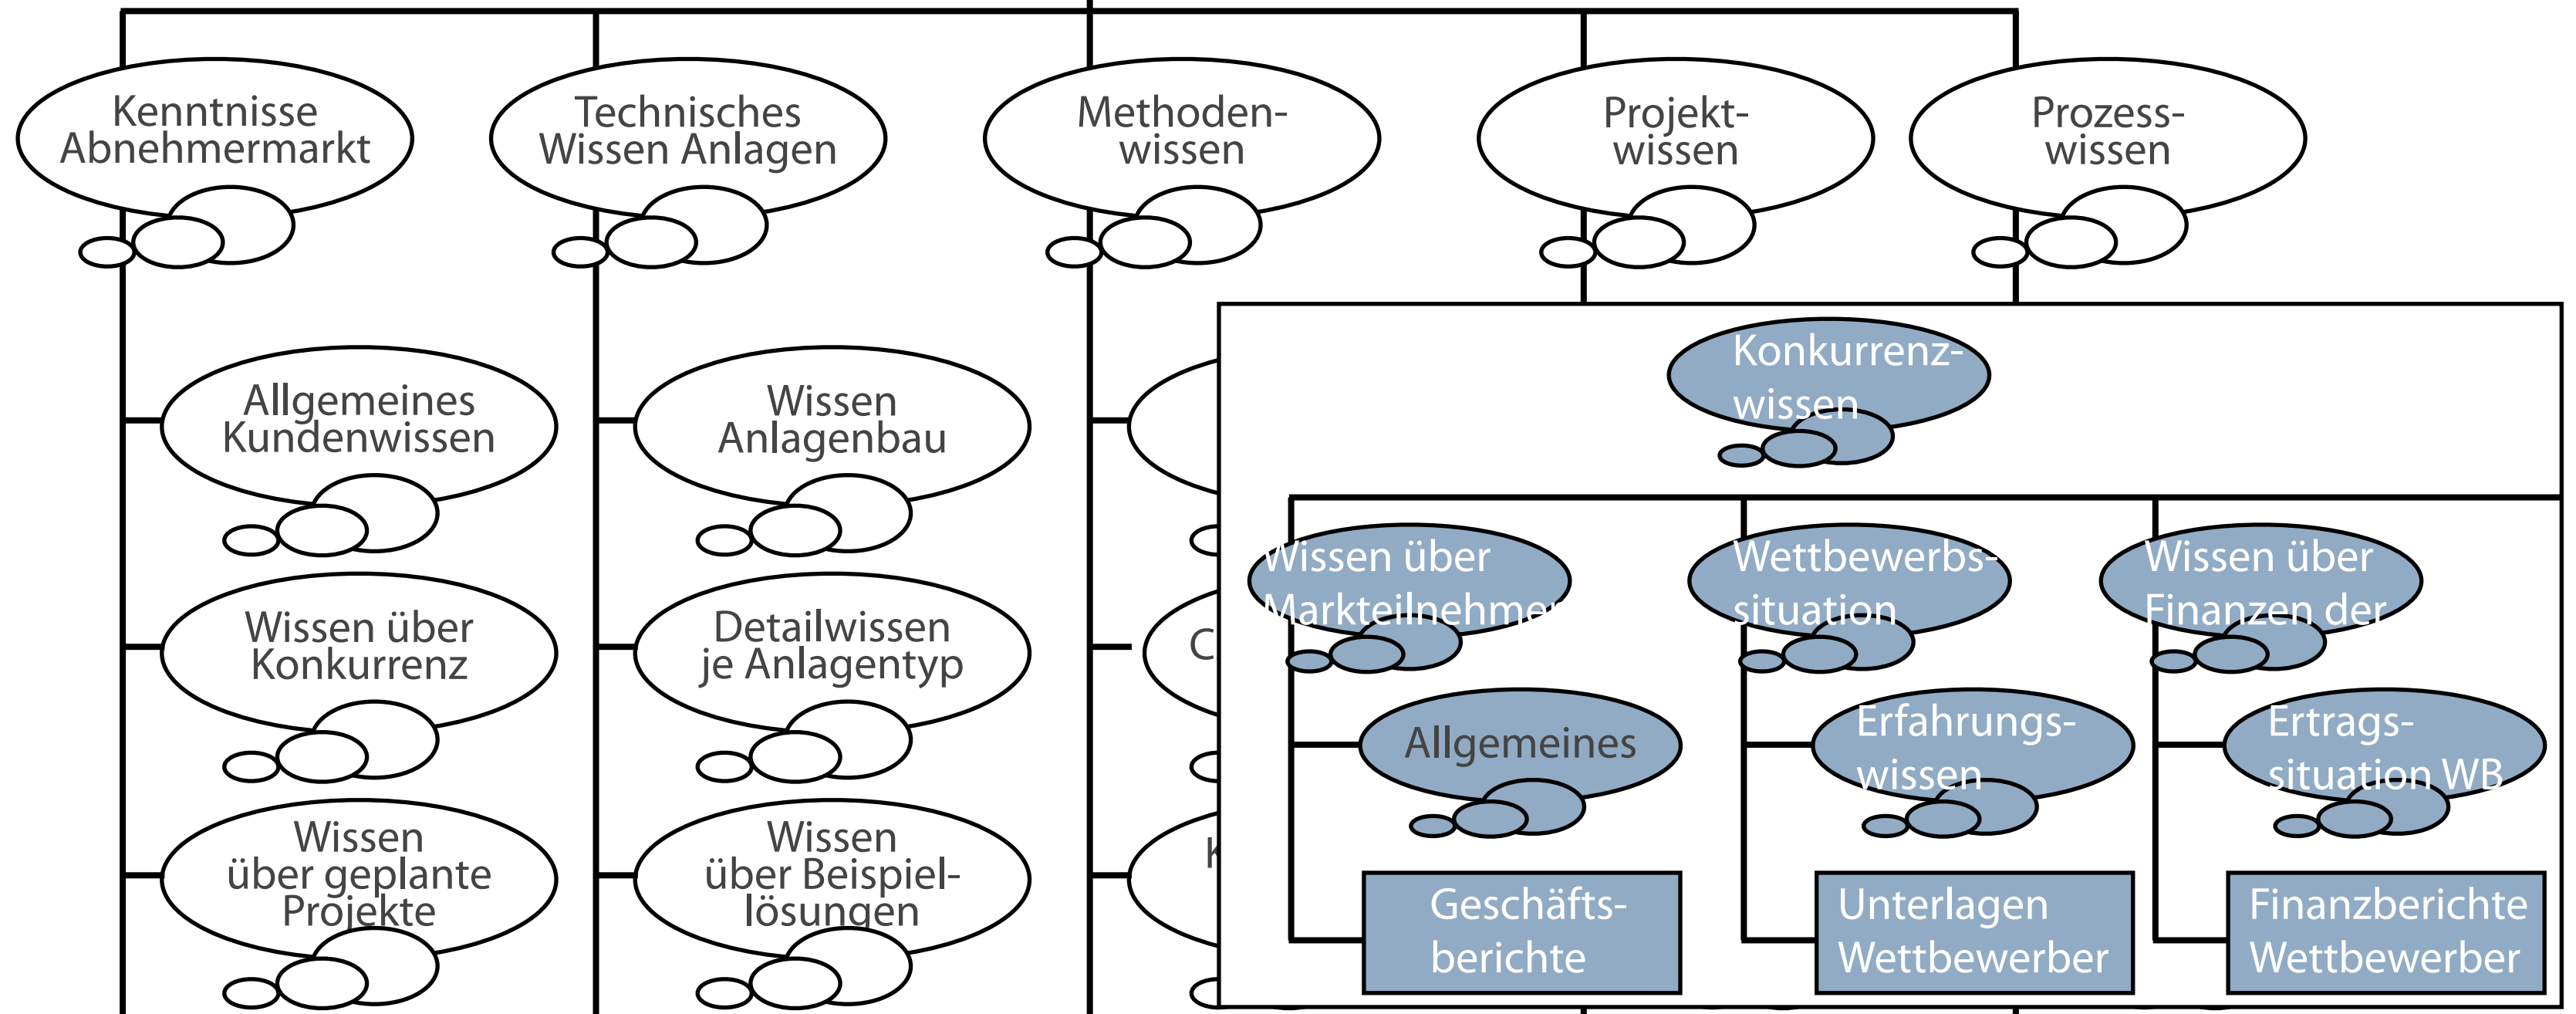 Kenntnisse
Abnehmermarkt
Technisches
Wissen Anlagen
Methoden-
wissen
Projekt-
wissen
Prozess-
wissen
Allgemeines
Kundenwissen
Wissen
Anlagenbau
Wissen über
Konkurrenz
Detailwissen
je Anlagentyp
Wissen
über geplante
Projekte
Wissen
über Beispiel-
lösungen
Konkurrenz-
wissen
Wissen über
Markteilnehmer
Wettbewerbs-
situation
Wissen über
Finanzen der
Allgemeines
Erfahrungs-
wissen
Ertrags-
situation WB
Geschäfts-
berichte
Unterlagen
Wettbewerber
Finanzberichte
Wettbewerber